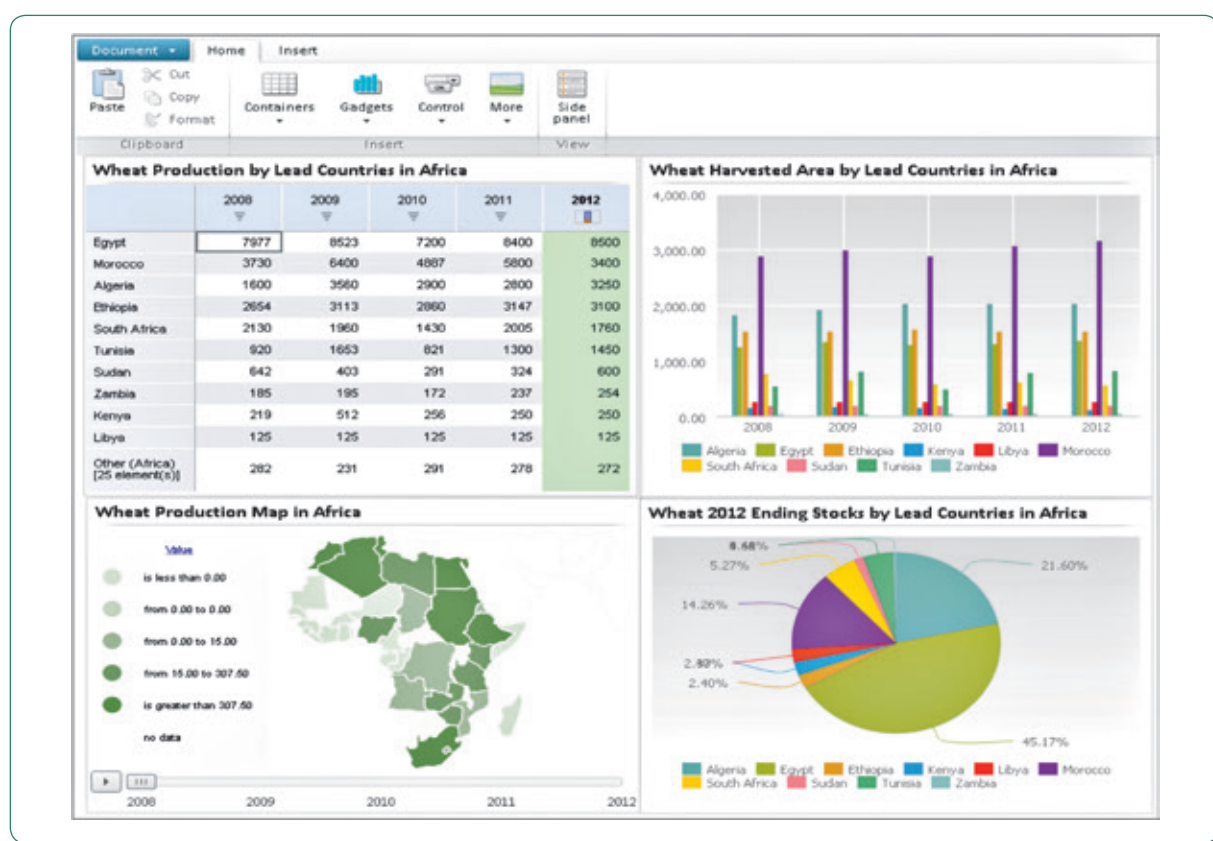 Document Home Insert
Paste Cut
Copy
Format
Containers Gadgets Control More Side panel
Clipboard Insert View
Wheat Production by Lead Countries in Africa
2008 2009 2010 2011 2012
Egypt 7977 8523 7200 8400 8500
Morocco 3730 6400 4887 5800 3400
Algeria 1600 3560 2900 2800 3250
Ethiopia 2654 3113 2860 3147 3100
South Africa 2130 1960 1430 2005 1760
Tunisia 920 1653 821 1300 1450
Sudan 642 403 291 324 600
Zambia 185 195 172 237 254
Kenya 219 512 256 250 250
Libya 125 125 125 125 125
Other (Africa)
[25 element(s)] 282 231 291 278 272
Wheat Harvested Area by Lead Countries in Africa
4,000.00
3,000.00
2,000.00
1,000.00
0.00
2008 2009 2010 2011 2012
Algeria Egypt Ethiopia Kenya Libya Morocco
South Africa Sudan Tunisia Zambia
Wheat Production Map in Africa
Value
is less than 0.00
from 0.00 to 0.00
from 0.00 to 15.00
from 15.00 to 307.50
is greater than 307.50
no data
2008 2009 2010 2011 2012
Wheat 2012 Ending Stocks by Lead Countries in Africa
5.27% 21.60%
14.26%
2.40%
45.17%
Algeria Egypt Ethiopia Kenya Libya Morocco
South Africa Sudan Tunisia Zambia